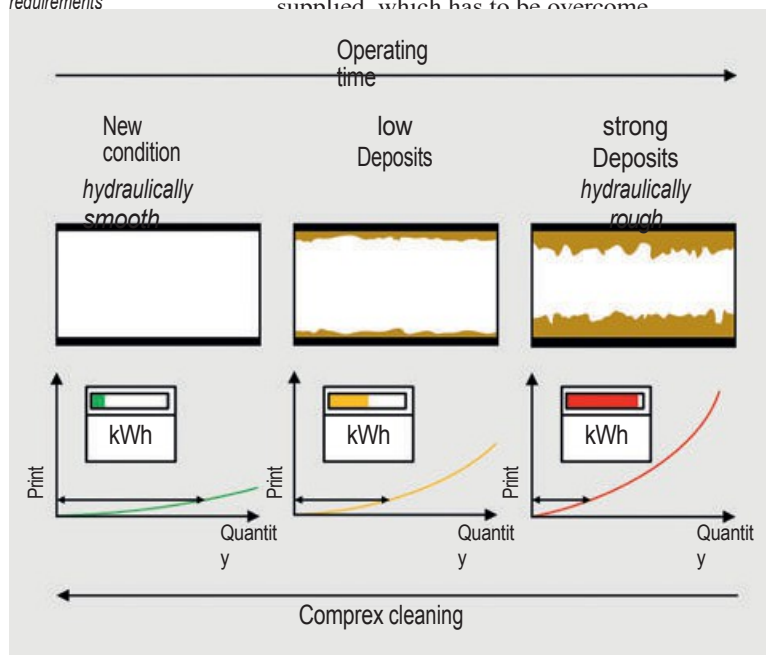 requirements
supplied, which has to be overcome
Operating
time
New
condition
hydraulically
smooth
low
Deposits
strong
Deposits
hydraulically
rough
kWh
kWh
kWh
Print
Quantit
y
Print
Quantit
y
Print
Quantit
y
Comprex cleaning